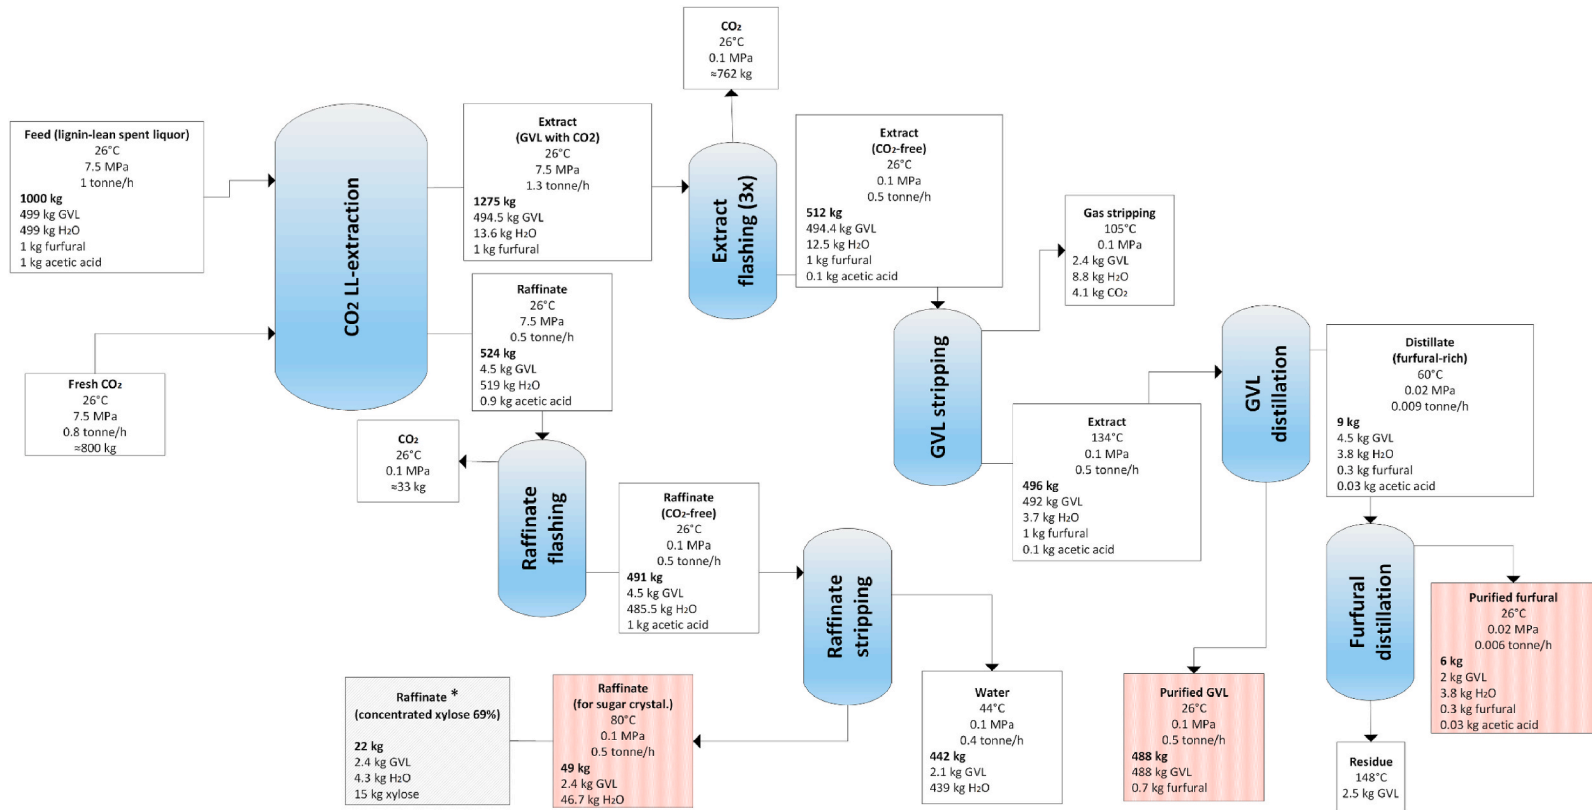 CO₂
26°C
0.1 MPa
≈762 kg
Feed (lignin-lean spent liquor)
26°C
7.5 MPa
1 tonne/h
1000 kg
499 kg GVL
499 kg H₂O
1 kg furfural
1 kg acetic acid
CO2 LL-extraction
Extract
(GVL with CO2)
26°C
7.5 MPa
1.3 tonne/h
1275 kg
494.5 kg GVL
13.6 kg H₂O
1 kg furfural
Extract
flashing (3x)
Extract
(CO₂-free)
26°C
0.1 MPa
0.5 tonne/h
512 kg
494.4 kg GVL
12.5 kg H₂O
1 kg furfural
0.1 kg acetic acid
Gas stripping
105°C
0.1 MPa
2.4 kg GVL
8.8 kg H₂O
4.1 kg CO₂
Raffinate
26°C
7.5 MPa
0.5 tonne/h
524 kg
4.5 kg GVL
519 kg H₂O
0.9 kg acetic acid
Fresh CO₂
26°C
7.5 MPa
0.8 tonne/h
≈800 kg
GVL stripping
GVL
distillation
Distillate
(furfural-rich)
60°C
0.02 MPa
0.009 tonne/h
9 kg
4.5 kg GVL
3.8 kg H₂O
0.3 kg furfural
0.03 kg acetic acid
Extract
134°C
0.1 MPa
0.5 tonne/h
496 kg
492 kg GVL
3.7 kg H₂O
1 kg furfural
0.1 kg acetic acid
CO₂
26°C
0.1 MPa
≈33 kg
Raffinate
flashing
Raffinate
(CO₂-free)
26°C
0.1 MPa
0.5 tonne/h
491 kg
4.5 kg GVL
485.5 kg H₂O
1 kg acetic acid
Raffinate
stripping
Furfural
distillation
Purified furfural
26°C
0.02 MPa
0.006 tonne/h
6 kg
2 kg GVL
3.8 kg H₂O
0.3 kg furfural
0.03 kg acetic acid
Raffinate *
(concentrated xylose 69%)
22 kg
2.4 kg GVL
4.3 kg H₂O
15 kg xylose
Raffinate
(for sugar crystal.)
80°C
0.1 MPa
0.5 tonne/h
49 kg
2.4 kg GVL
46.7 kg H₂O
Water
44°C
0.1 MPa
0.4 tonne/h
442 kg
2.1 kg GVL
439 kg H₂O
Purified GVL
26°C
0.1 MPa
0.5 tonne/h
488 kg
488 kg GVL
0.7 kg furfural
Residue
148°C
2.5 kg GVL